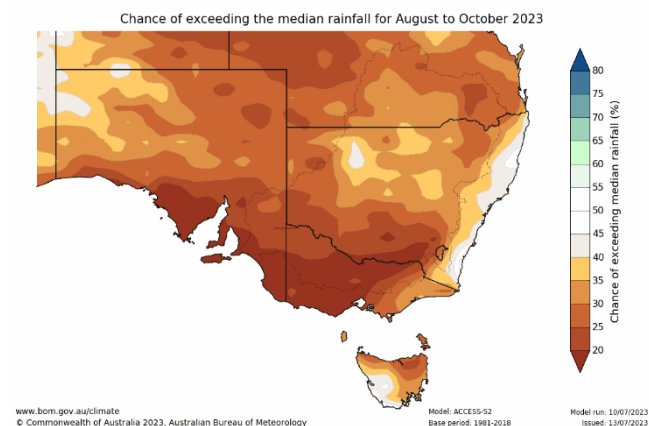 Chance of exceeding the median rainfall for August to October 2023
80
75
70
65
60
55
50
45
40
35
30
25
20
Chance of exceeding median rainfall (%)
www.bom.gov.au/climate
© Commonwealth of Australia 2023, Australian Bureau of Meteorology
Model: ACCESS-S2
Base period: 1981-2018
Model run: 10/07/2023
Issued: 13/07/2023